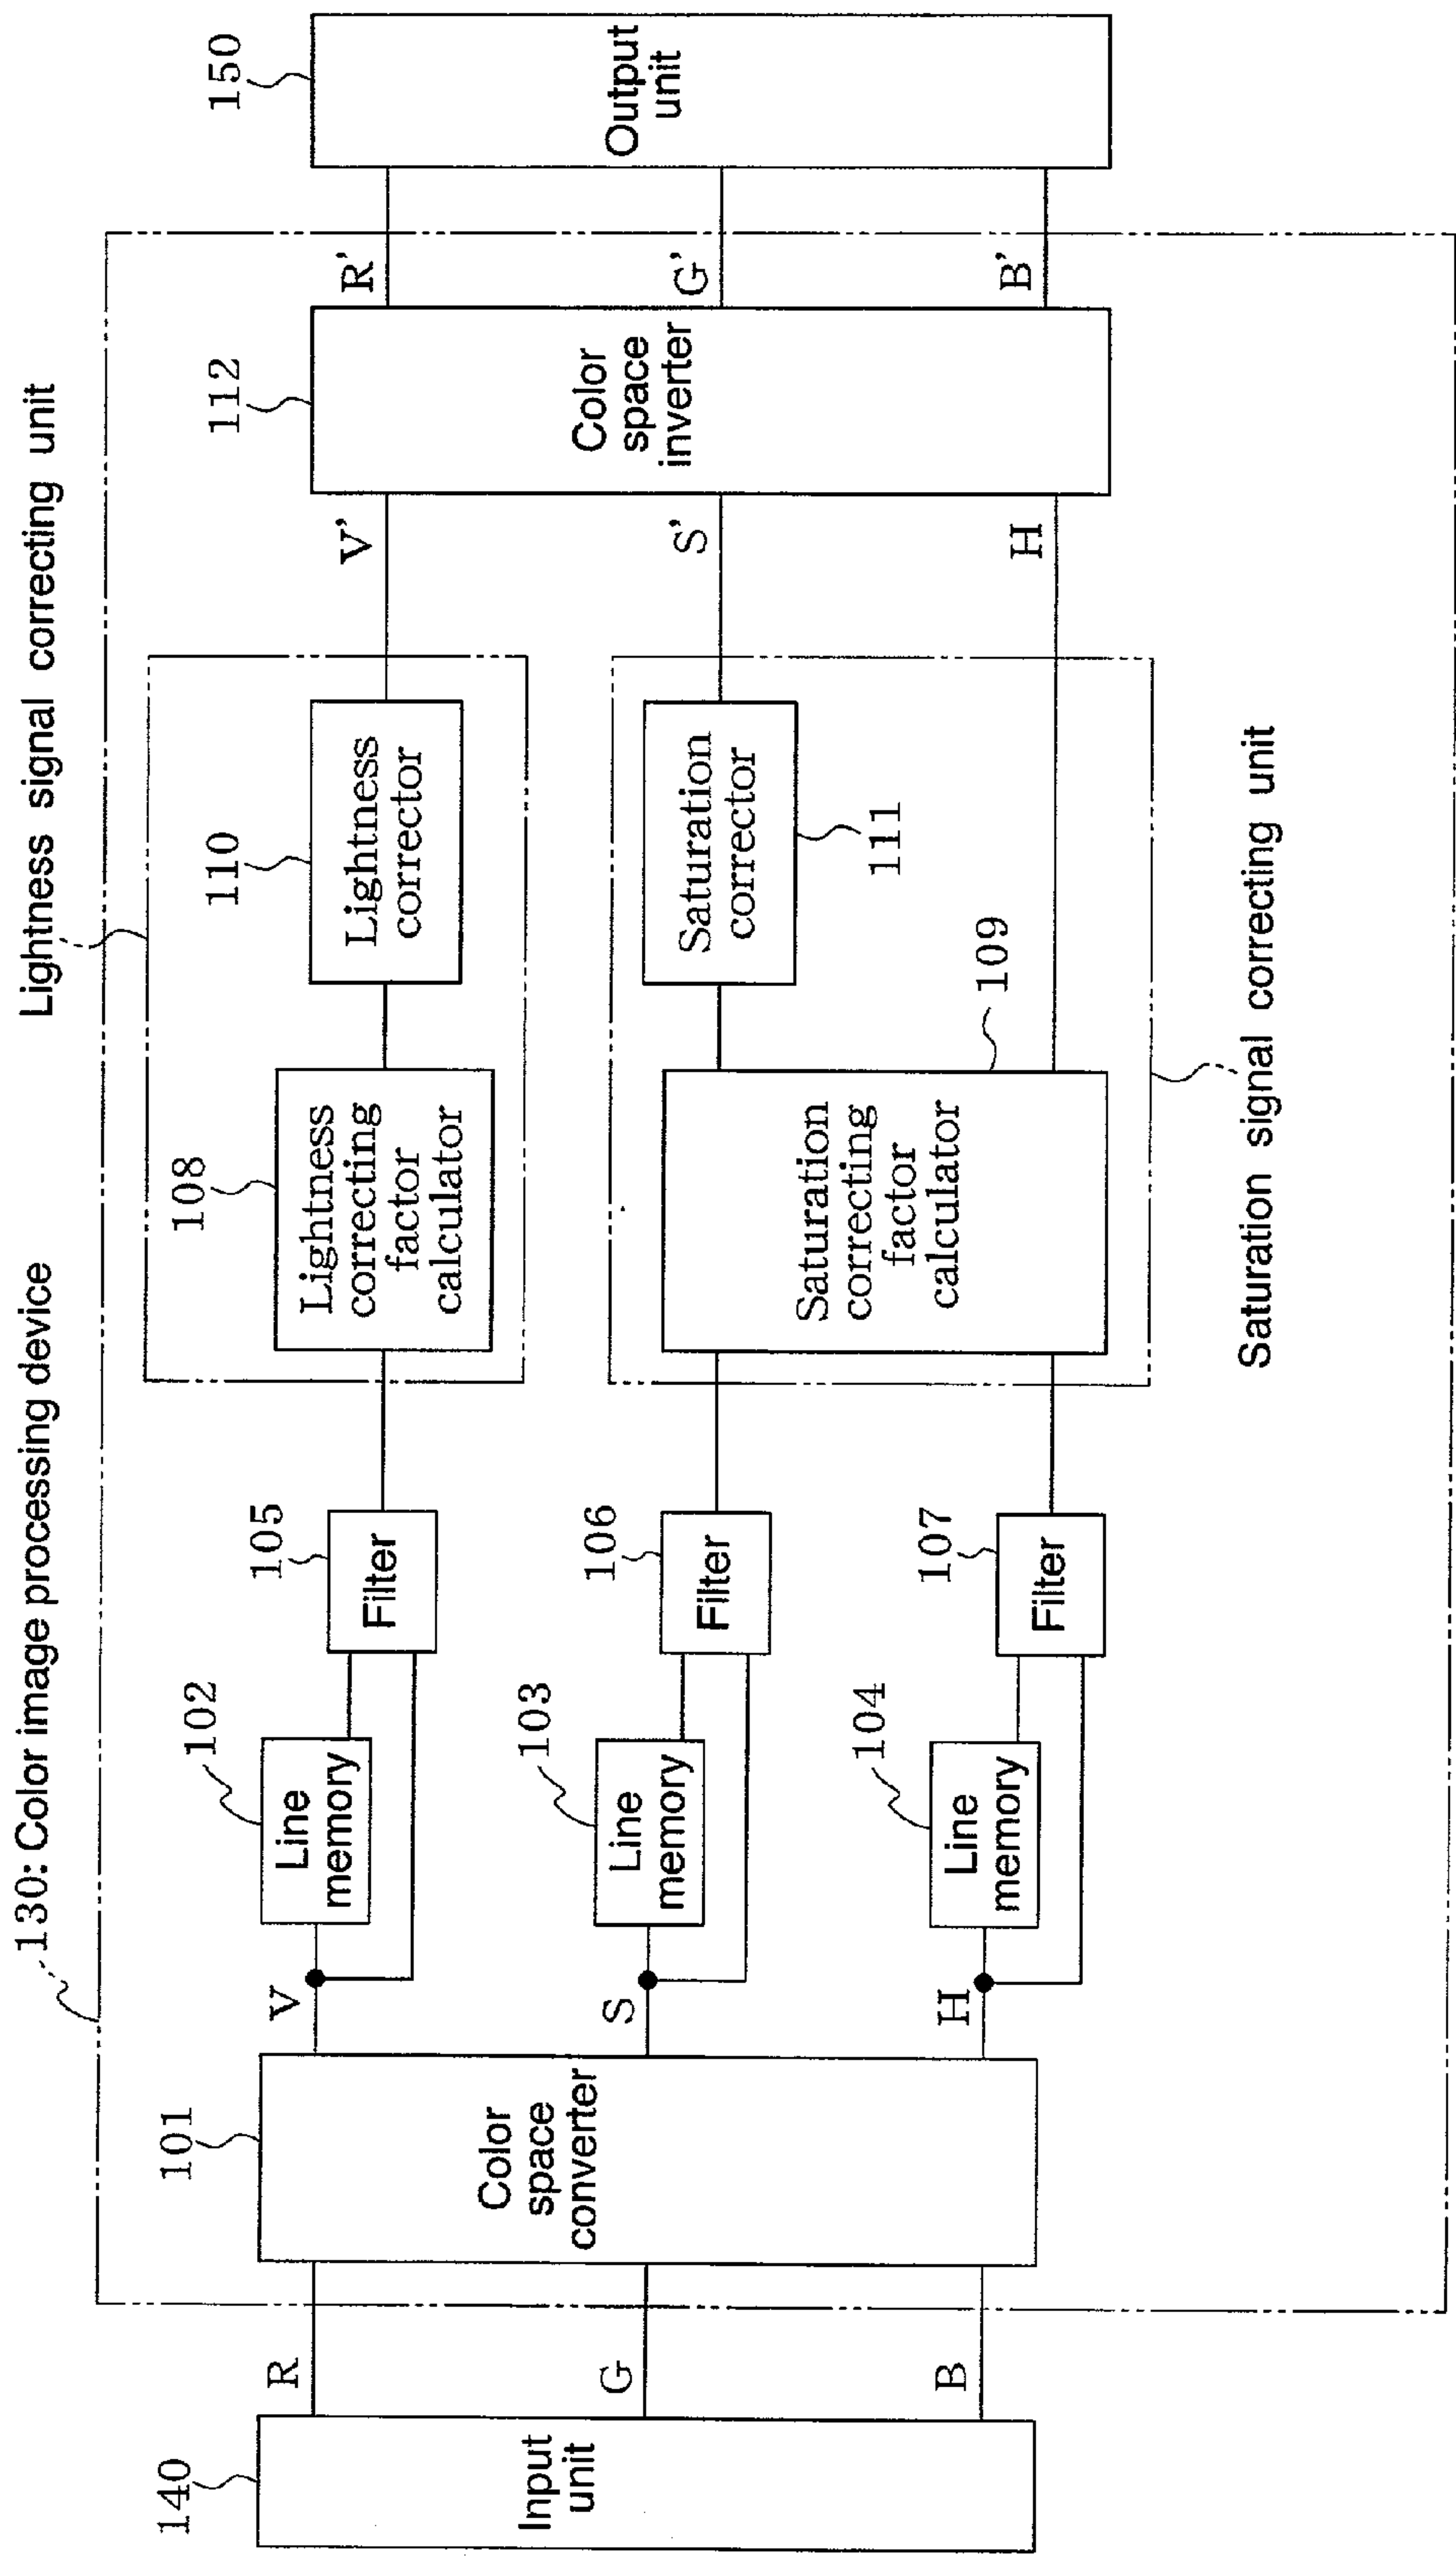 130: Color image processing device
Lightness signal correcting unit
140
Input
unit
R
G
B
101
Color
space
converter
V
S
H
102
Line
memory
103
Line
memory
104
Line
memory
105
Filter
106
Filter
107
Filter
108
Lightness
correcting
factor
calculator
109
Saturation
correcting
factor
calculator
110
Lightness
corrector
Saturation
corrector
111
Saturation signal correcting unit
V'
S'
H
112
Color
space
inverter
R'
G'
B'
150
Output
unit